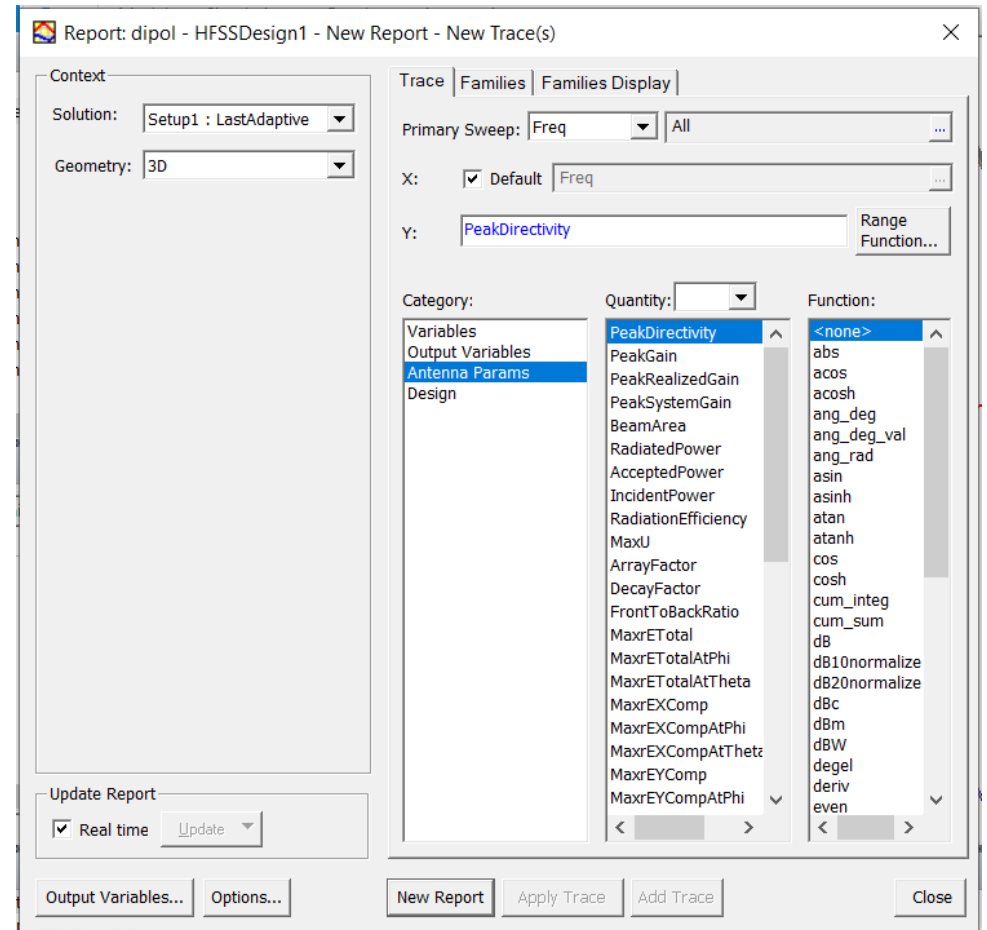 Report: dipol - HFSSDesign1 - New Report - New Trace(s)
Context
Solution: Setup1 : LastAdaptive
Geometry: 3D
Trace Families Families Display
Primary Sweep: Freq All ...
X: Default Freq ...
Y: PeakDirectivity Range Function...
Category:
Variables
Output Variables
Antenna Params
Design
Quantity:
PeakDirectivity
PeakGain
PeakRealizedGain
PeakSystemGain
BeamArea
RadiatedPower
AcceptedPower
IncidentPower
RadiationEfficiency
MaxU
ArrayFactor
DecayFactor
FrontToBackRatio
MaxrETotal
MaxrETotalAtPhi
MaxrETotalAtTheta
MaxrEXComp
MaxrEXCompAtPhi
MaxrEXCompAtTheta
MaxrEYComp
MaxrEYCompAtPhi
Function:
<none>
abs
acos
acosh
ang_deg
ang_deg_val
ang_rad
asin
asinh
atan
atanh
cos
cosh
cum_integ
cum_sum
dB
dB10normalize
dB20normalize
dBc
dBm
dBW
degel
deriv
even
Update Report
Real time Update
Output Variables... Options... New Report Apply Trace Add Trace Close